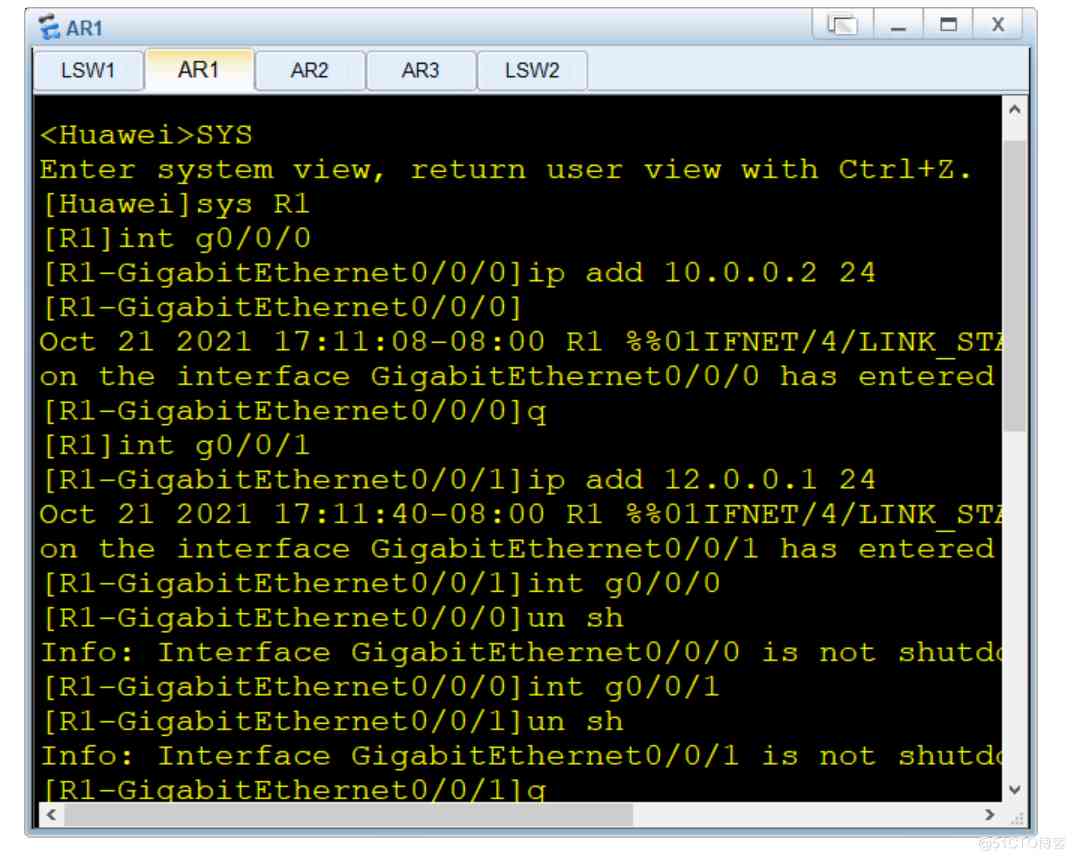 AR1
LSW1 AR1 AR2 AR3 LSW2
<Huawei>SYS
Enter system view, return user view with Ctrl+Z.
[Huawei]sys R1
[R1]int g0/0/0
[R1-GigabitEthernet0/0/0]ip add 10.0.0.2 24
[R1-GigabitEthernet0/0/0]
Oct 21 2021 17:11:08-08:00 R1 %%01IFNET/4/LINK_STA
on the interface GigabitEthernet0/0/0 has entered
[R1-GigabitEthernet0/0/0]q
[R1]int g0/0/1
[R1-GigabitEthernet0/0/1]ip add 12.0.0.1 24
Oct 21 2021 17:11:40-08:00 R1 %%01IFNET/4/LINK_STA
on the interface GigabitEthernet0/0/1 has entered
[R1-GigabitEthernet0/0/1]int g0/0/0
[R1-GigabitEthernet0/0/0]un sh
Info: Interface GigabitEthernet0/0/0 is not shutdo
[R1-GigabitEthernet0/0/0]int g0/0/1
[R1-GigabitEthernet0/0/1]un sh
Info: Interface GigabitEthernet0/0/1 is not shutdo
[R1-GigabitEthernet0/0/1]q
@51CTO博客